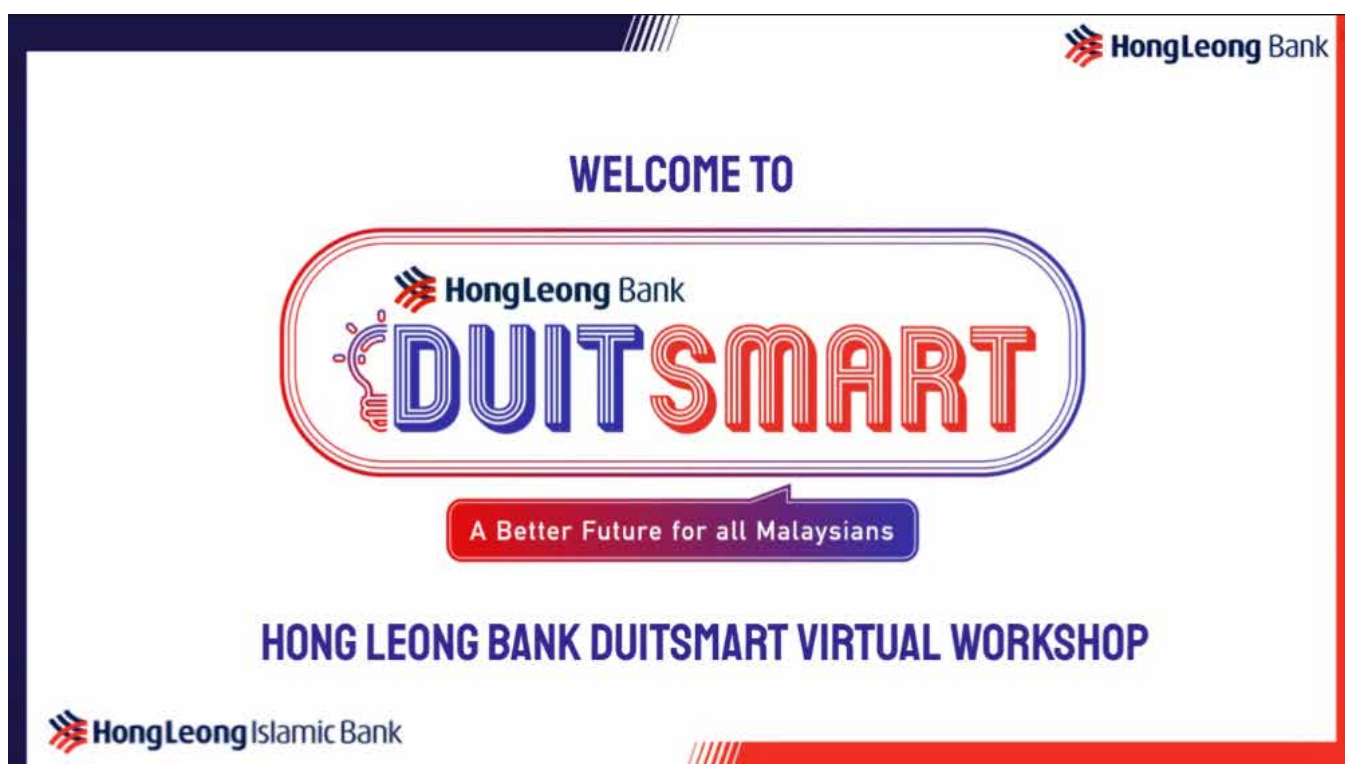 HongLeong Bank
WELCOME TO
HongLeong Bank
DUITSMART
A Better Future for all Malaysians
HONG LEONG BANK DUITSMART VIRTUAL WORKSHOP
HongLeong Islamic Bank